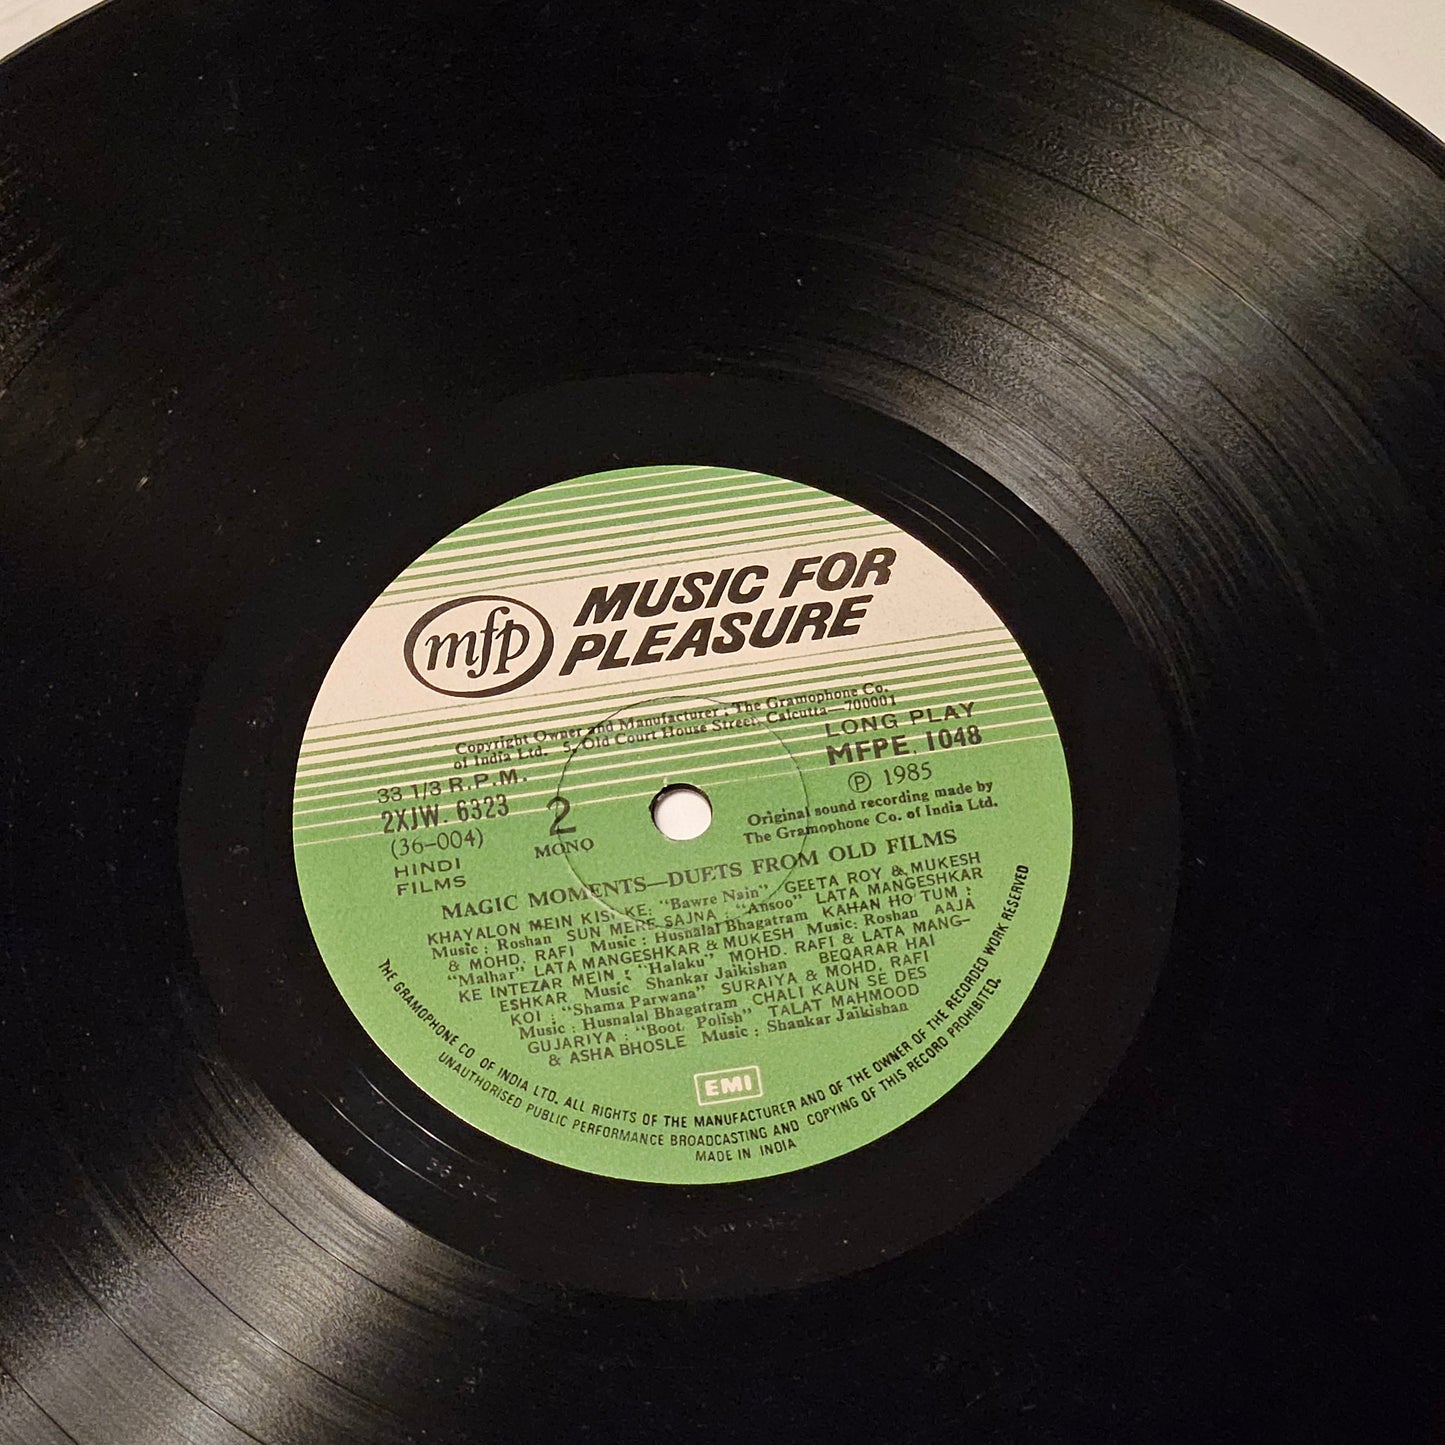 mfp
MUSIC FOR
PLEASURE
Copyright Owner and Manufacturer : The Gramophone Co.
of India Ltd. 5, Old Court House Street, Calcutta—700001
33 1/3 R.P.M.
2XJW. 6323
(36-004)
HINDI
FILMS
2
MONO
LONG PLAY
MFPE. 1048
Ⓟ 1985
Original sound recording made by
The Gramophone Co. of India Ltd.
MAGIC MOMENTS—DUETS FROM OLD FILMS
KHAYALON MEIN KISI KE: "Bawre Nain" GEETA ROY & MUKESH
Music : Roshan SUN MERE SAJNA : "Ansoo" LATA MANGESHKAR
& MOHD. RAFI Music : Husnalal Bhagatram KAHAN HO TUM :
"Malhar" LATA MANGESHKAR & MUKESH Music: Roshan AAJA
KE INTEZAR MEIN : "Halaku" MOHD. RAFI & LATA MANG-
ESHKAR Music Shankar Jaikishan BEQARAR HAI
KOI : "Shama Parwana" SURAIYA & MOHD. RAFI
Music : Husnalal Bhagatram CHALI KAUN SE DES
GUJARIYA : "Boot Polish" TALAT MAHMOOD
& ASHA BHOSLE Music : Shankar Jaikishan
EMI
THE GRAMOPHONE CO OF INDIA LTD. ALL RIGHTS OF THE MANUFACTURER AND OF THE OWNER OF THE RECORDED WORK RESERVED
UNAUTHORISED PUBLIC PERFORMANCE BROADCASTING AND COPYING OF THIS RECORD PROHIBITED.
MADE IN INDIA